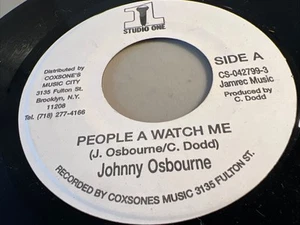 1
STUDIO ONE
Distributed by
COXSONE'S
MUSIC CITY
3135 Fulton St.
Brooklyn, N.Y.
11208
Tel. (718) 277-4166
SIDE A
CS-042799-3
Jamrec Music
Produced by
C. Dodd
PEOPLE A WATCH ME
(J. Osbourne/C. Dodd)
Johnny Osbourne
RECORDED BY COXSONES MUSIC 3135 FULTON ST.